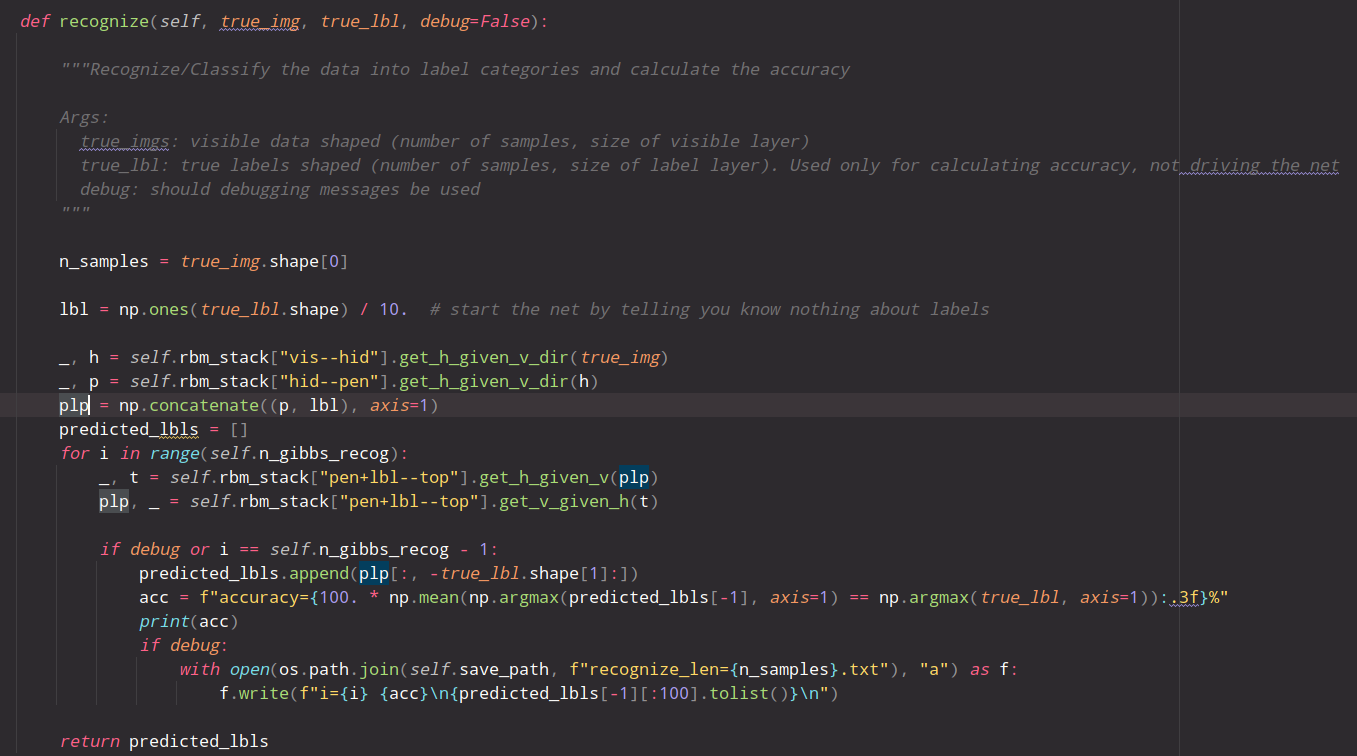 def recognize(self, true_img, true_lbl, debug=False):
"""Recognize/Classify the data into label categories and calculate the accuracy
Args:
true_imgs: visible data shaped (number of samples, size of visible layer)
true_lbl: true labels shaped (number of samples, size of label layer). Used only for calculating accuracy, not driving the net
debug: should debugging messages be used
"""
n_samples = true_img.shape[0]
lbl = np.ones(true_lbl.shape) / 10.  # start the net by telling you know nothing about labels
_, h = self.rbm_stack["vis--hid"].get_h_given_v_dir(true_img)
_, p = self.rbm_stack["hid--pen"].get_h_given_v_dir(h)
plp = np.concatenate((p, lbl), axis=1)
predicted_lbls = []
for i in range(self.n_gibbs_recog):
_, t = self.rbm_stack["pen+lbl--top"].get_h_given_v(plp)
plp, _ = self.rbm_stack["pen+lbl--top"].get_v_given_h(t)
if debug or i == self.n_gibbs_recog - 1:
predicted_lbls.append(plp[:, -true_lbl.shape[1]:])
acc = f"accuracy={100. * np.mean(np.argmax(predicted_lbls[-1], axis=1) == np.argmax(true_lbl, axis=1)):.3f}%"
print(acc)
if debug:
with open(os.path.join(self.save_path, f"recognize_len={n_samples}.txt"), "a") as f:
f.write(f"i={i} {acc}\n{predicted_lbls[-1][:100].tolist()}\n")
return predicted_lbls